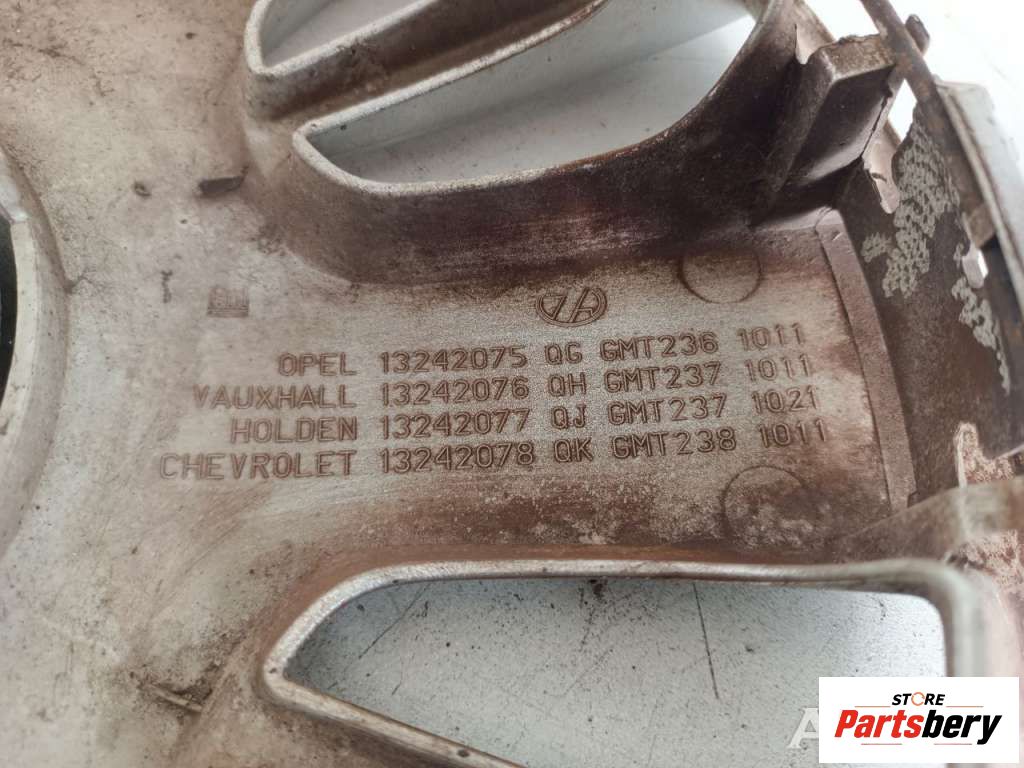 GM
OPEL 13242075 QG GMT236 1011
VAUXHALL 13242076 QH GMT237 1011
HOLDEN 13242077 QJ GMT237 1021
CHEVROLET 13242078 QK GMT238 1011
STORE
Partsbery